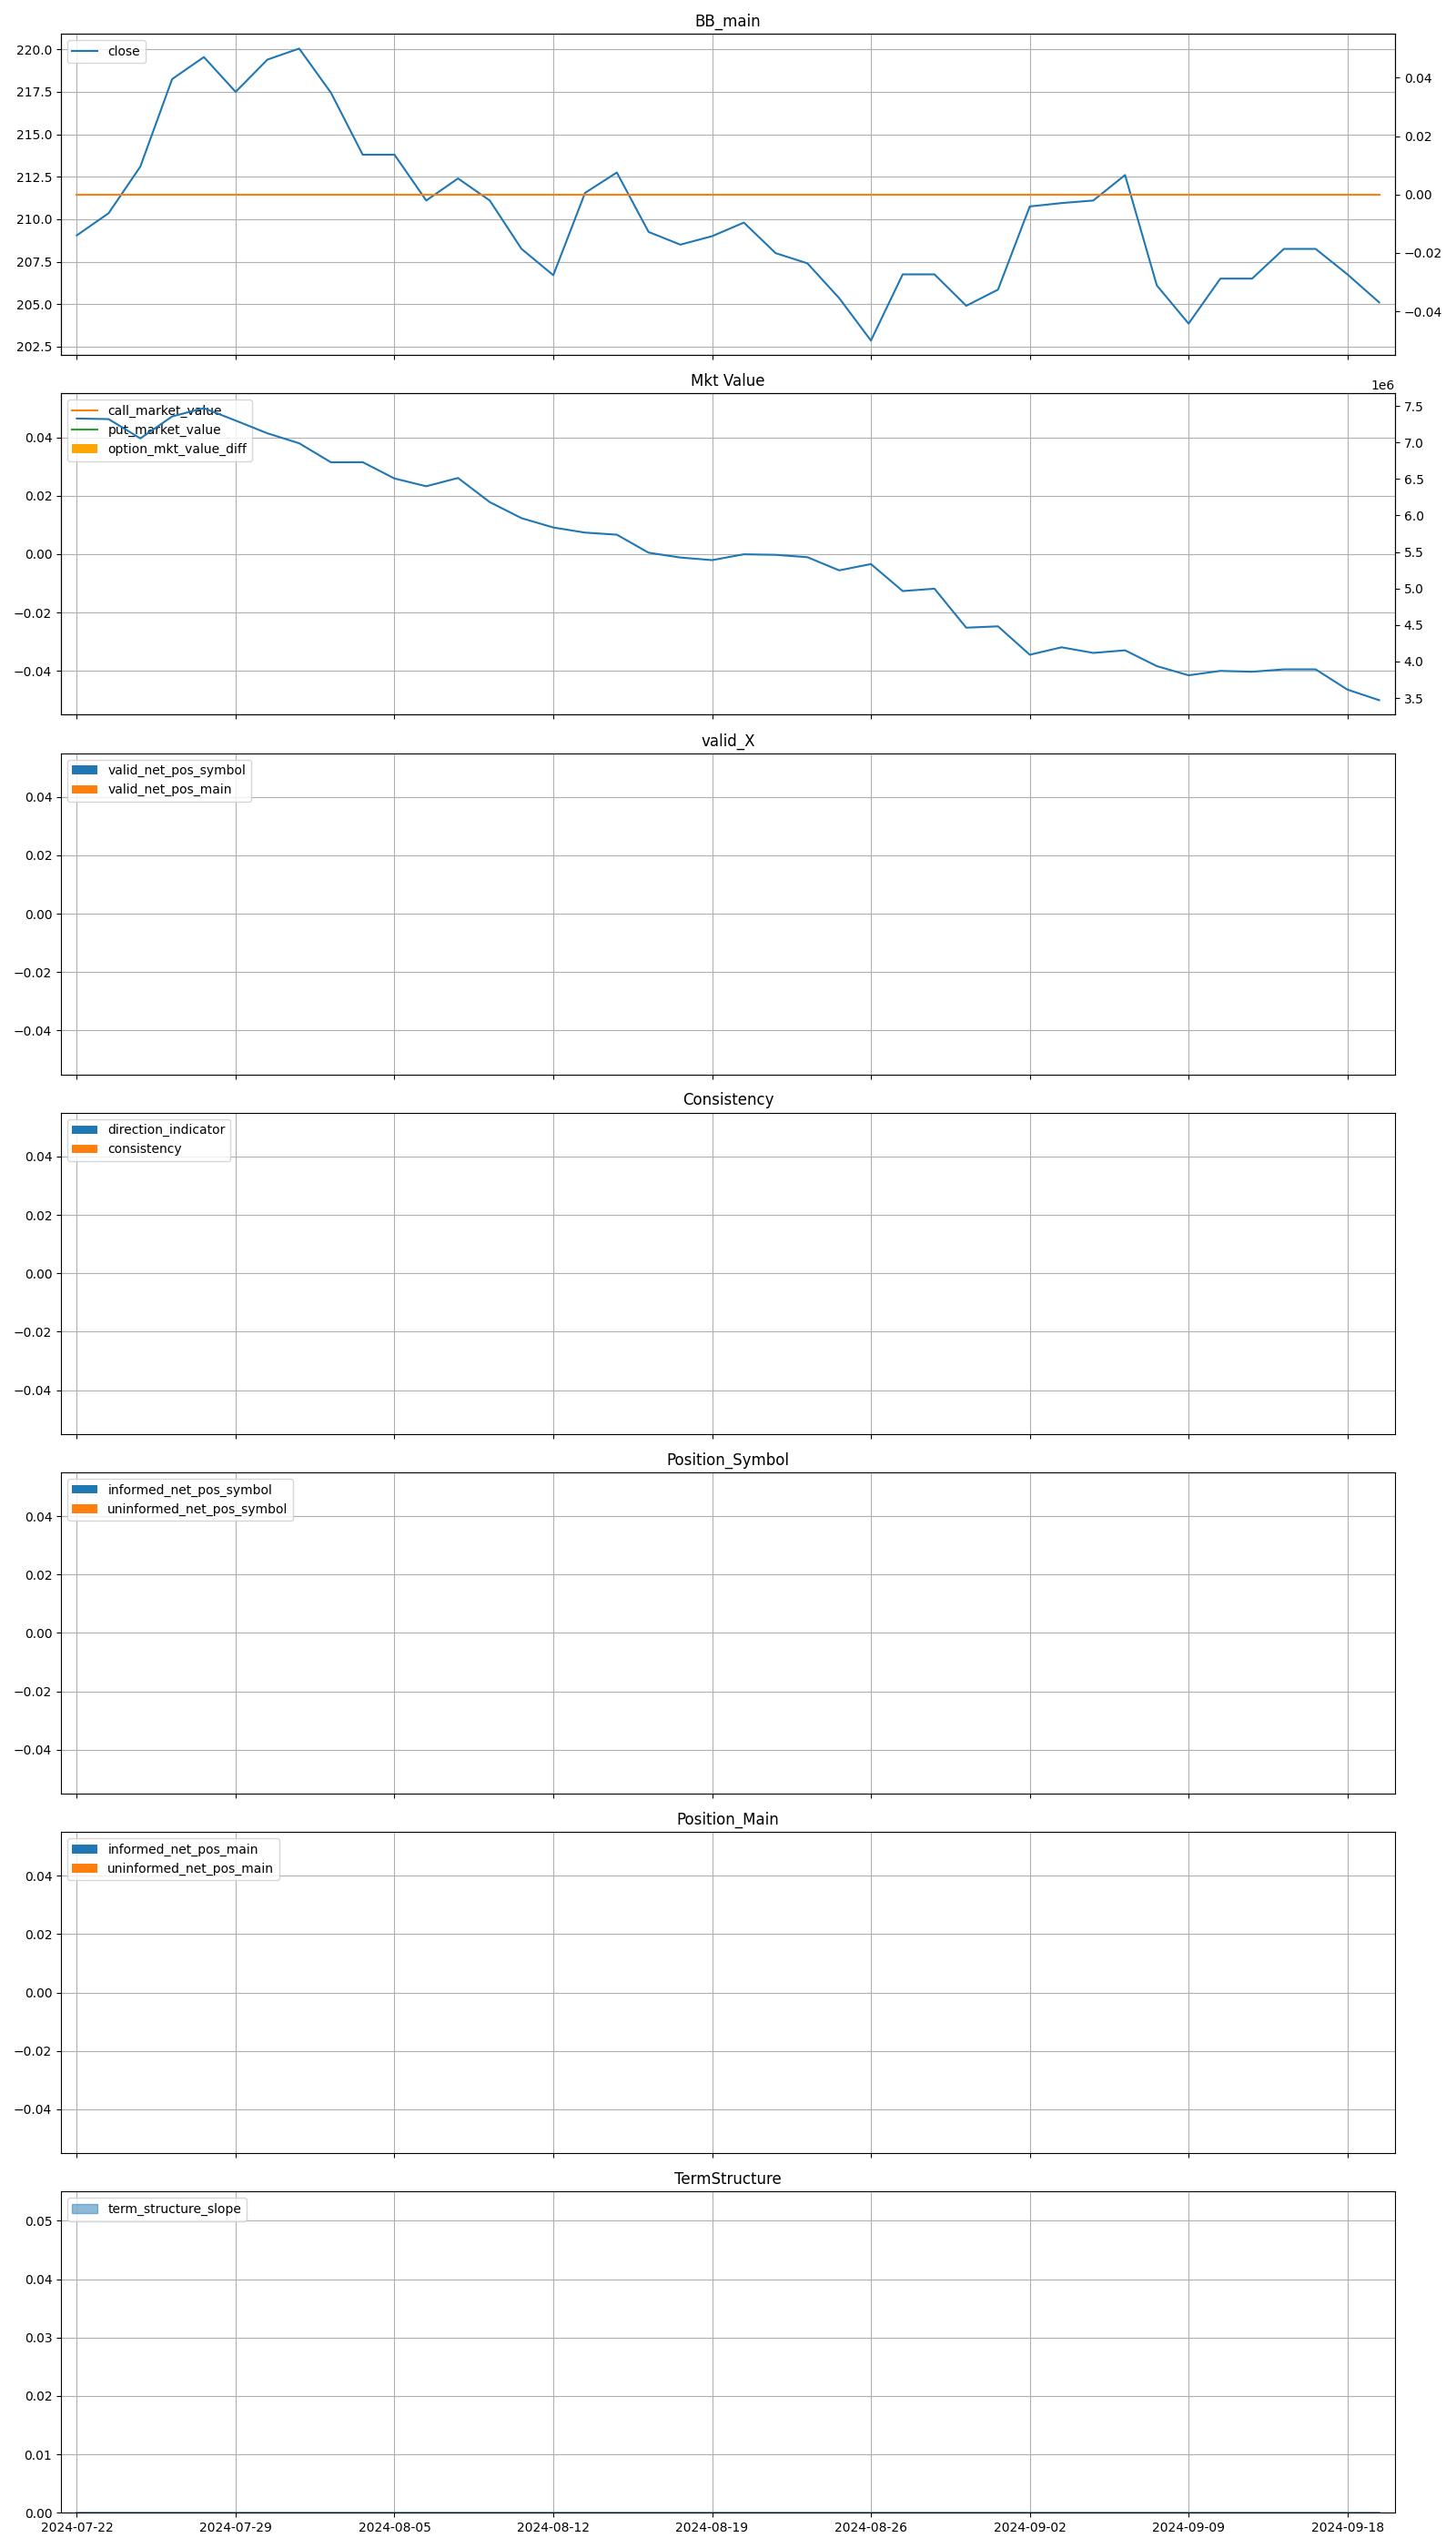 BB_main
close
220.0
217.5
215.0
212.5
210.0
207.5
205.0
202.5
0.04
0.02
0.00
−0.02
−0.04
Mkt Value
1e6
call_market_value
put_market_value
option_mkt_value_diff
0.04
0.02
0.00
−0.02
−0.04
7.5
7.0
6.5
6.0
5.5
5.0
4.5
4.0
3.5
valid_X
valid_net_pos_symbol
valid_net_pos_main
0.04
0.02
0.00
−0.02
−0.04
Consistency
direction_indicator
consistency
0.04
0.02
0.00
−0.02
−0.04
Position_Symbol
informed_net_pos_symbol
uninformed_net_pos_symbol
0.04
0.02
0.00
−0.02
−0.04
Position_Main
informed_net_pos_main
uninformed_net_pos_main
0.04
0.02
0.00
−0.02
−0.04
TermStructure
term_structure_slope
0.05
0.04
0.03
0.02
0.01
0.00
2024-07-22 2024-07-29 2024-08-05 2024-08-12 2024-08-19 2024-08-26 2024-09-02 2024-09-09 2024-09-18